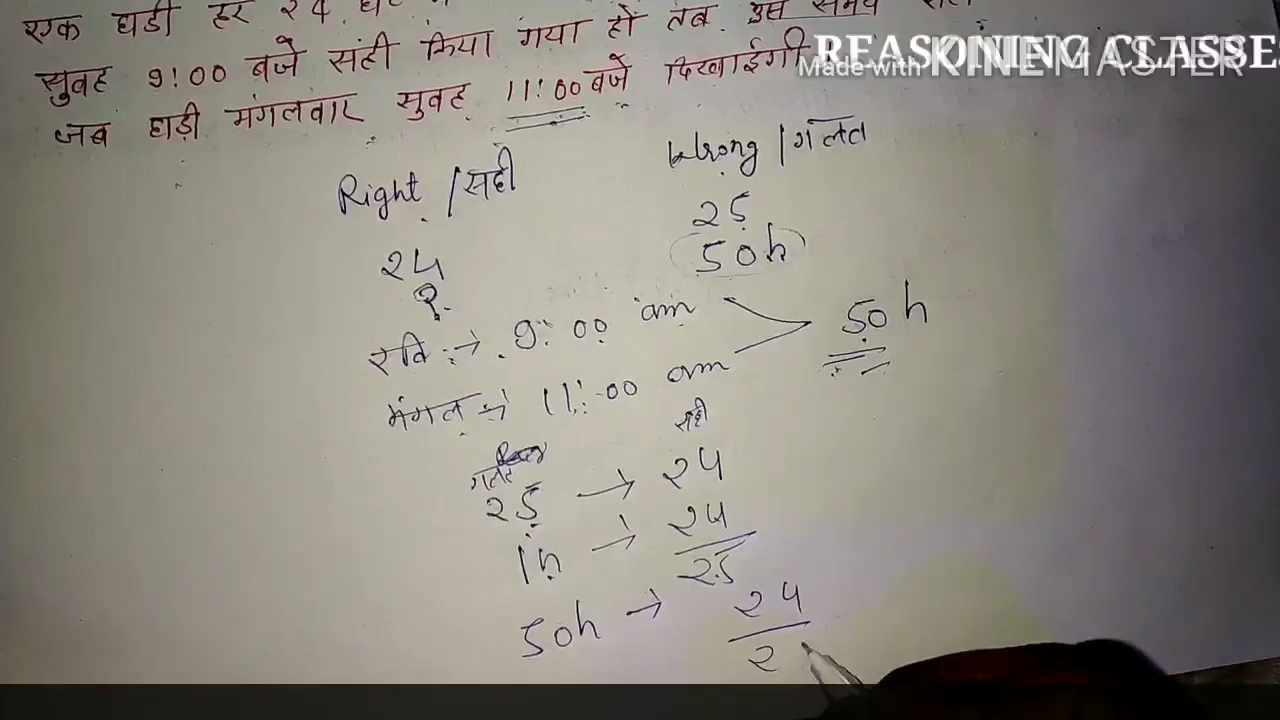 एक घड़ी हर 24 घंटे
सुबह 9:00 बजे सही किया गया हो तब उस समय
जब घड़ी मंगलवार सुबह 11:00 बजे दिखाईगी
REASONING CLASSE
Made with KINEMASTER
Right / सही
Wrong / गलत
24
25
?
50h
रवि :→ 9:00 am
50 h
मंगल :→ 11:00 am
गलत सही
25 → 24
1h → 24/25
50h → 24/2